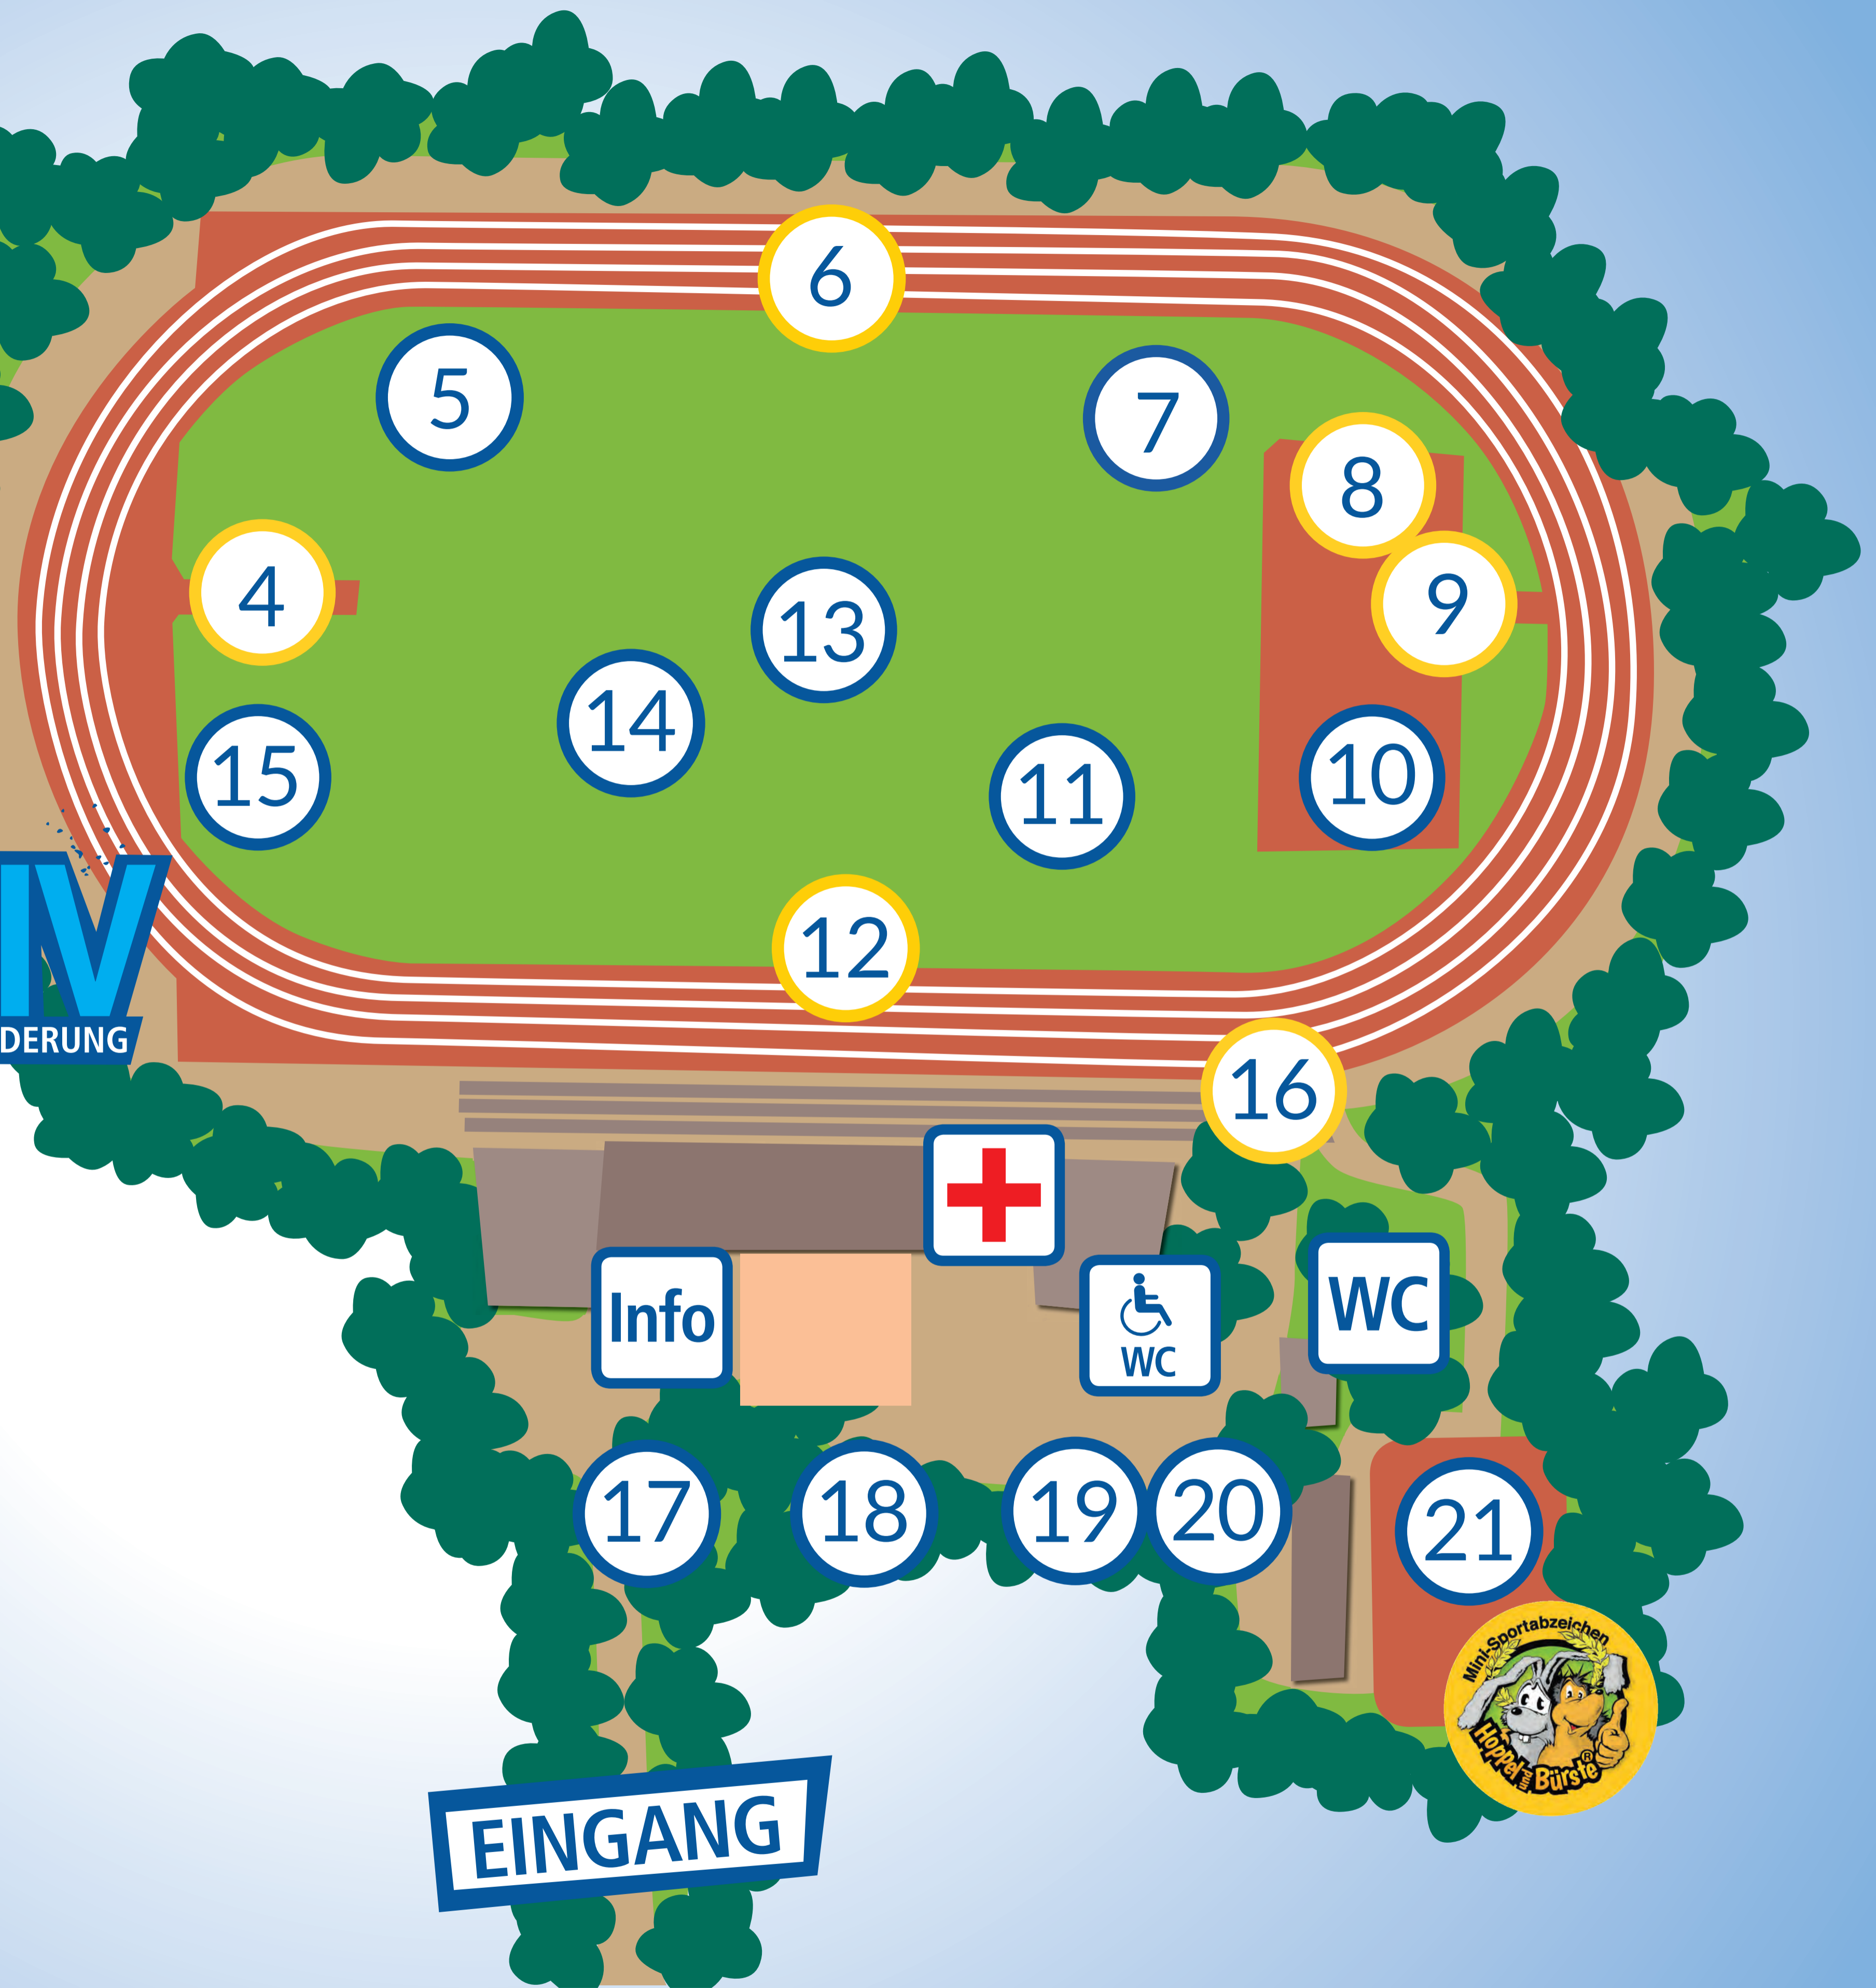 6
5
7
8
4
9
13
14
15
10
11
IV
12
DERUNG
16
Info
WC
WC
17
18
19
20
21
Mini-Sportabzeichen
Hoppel und Bürste®
EINGANG